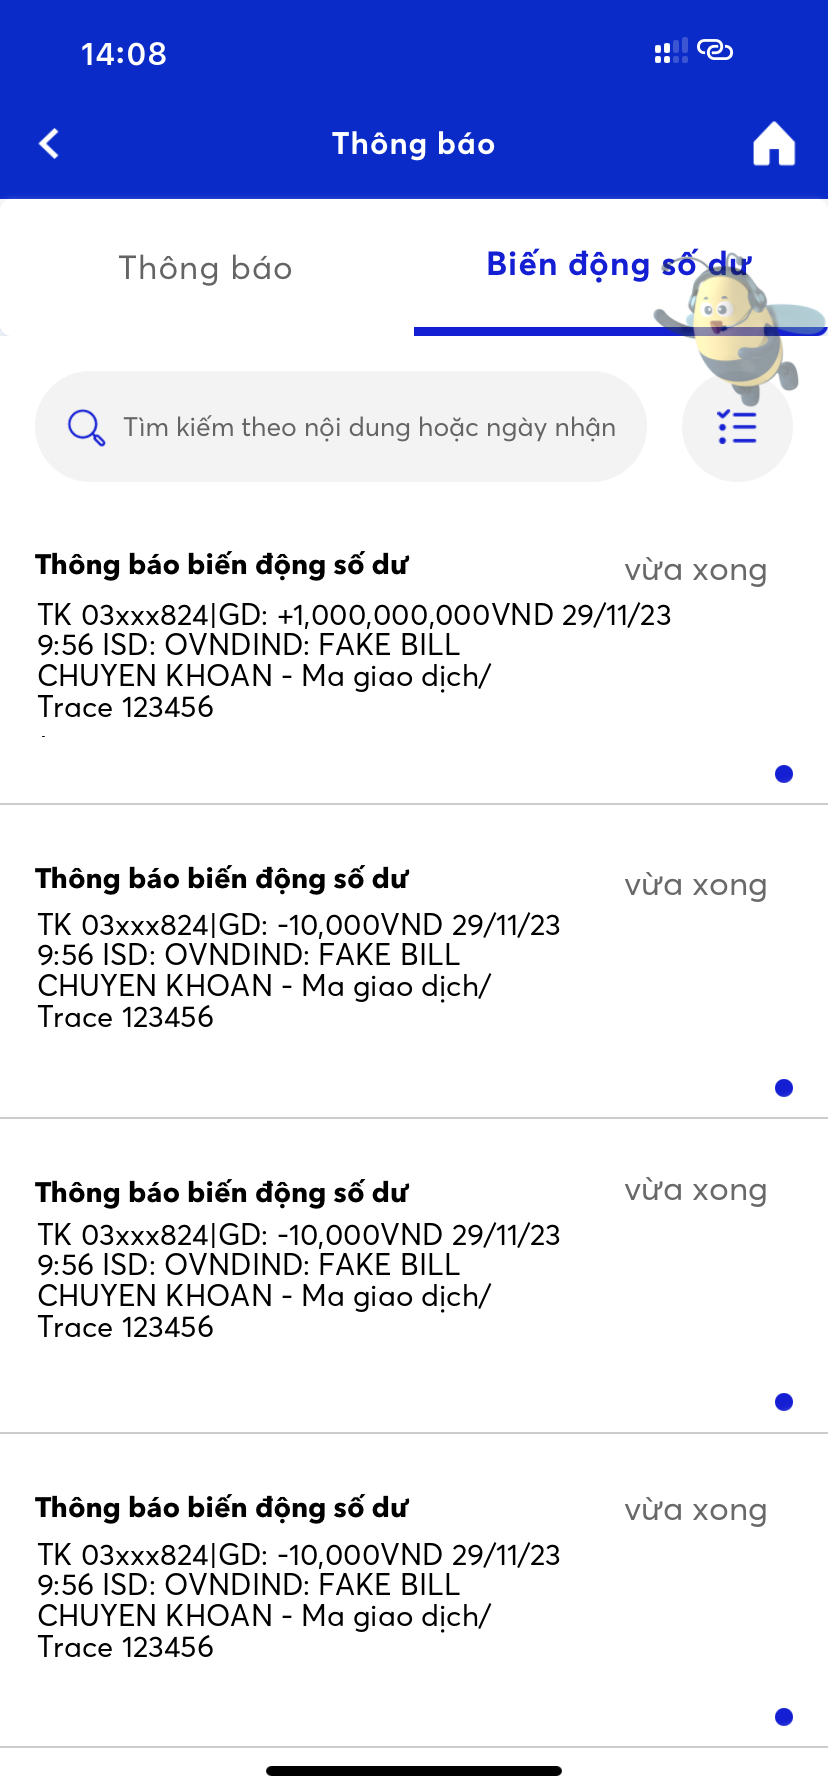 14:08
Thông báo
Thông báo
Biến động số dư
Tìm kiếm theo nội dung hoặc ngày nhận
Thông báo biến động số dư
vừa xong
TK 03xxx824|GD: +1,000,000,000VND 29/11/23
9:56 ISD: OVNDIND: FAKE BILL
CHUYEN KHOAN - Ma giao dịch/
Trace 123456
Thông báo biến động số dư
vừa xong
TK 03xxx824|GD: -10,000VND 29/11/23
9:56 ISD: OVNDIND: FAKE BILL
CHUYEN KHOAN - Ma giao dịch/
Trace 123456
Thông báo biến động số dư
vừa xong
TK 03xxx824|GD: -10,000VND 29/11/23
9:56 ISD: OVNDIND: FAKE BILL
CHUYEN KHOAN - Ma giao dịch/
Trace 123456
Thông báo biến động số dư
vừa xong
TK 03xxx824|GD: -10,000VND 29/11/23
9:56 ISD: OVNDIND: FAKE BILL
CHUYEN KHOAN - Ma giao dịch/
Trace 123456